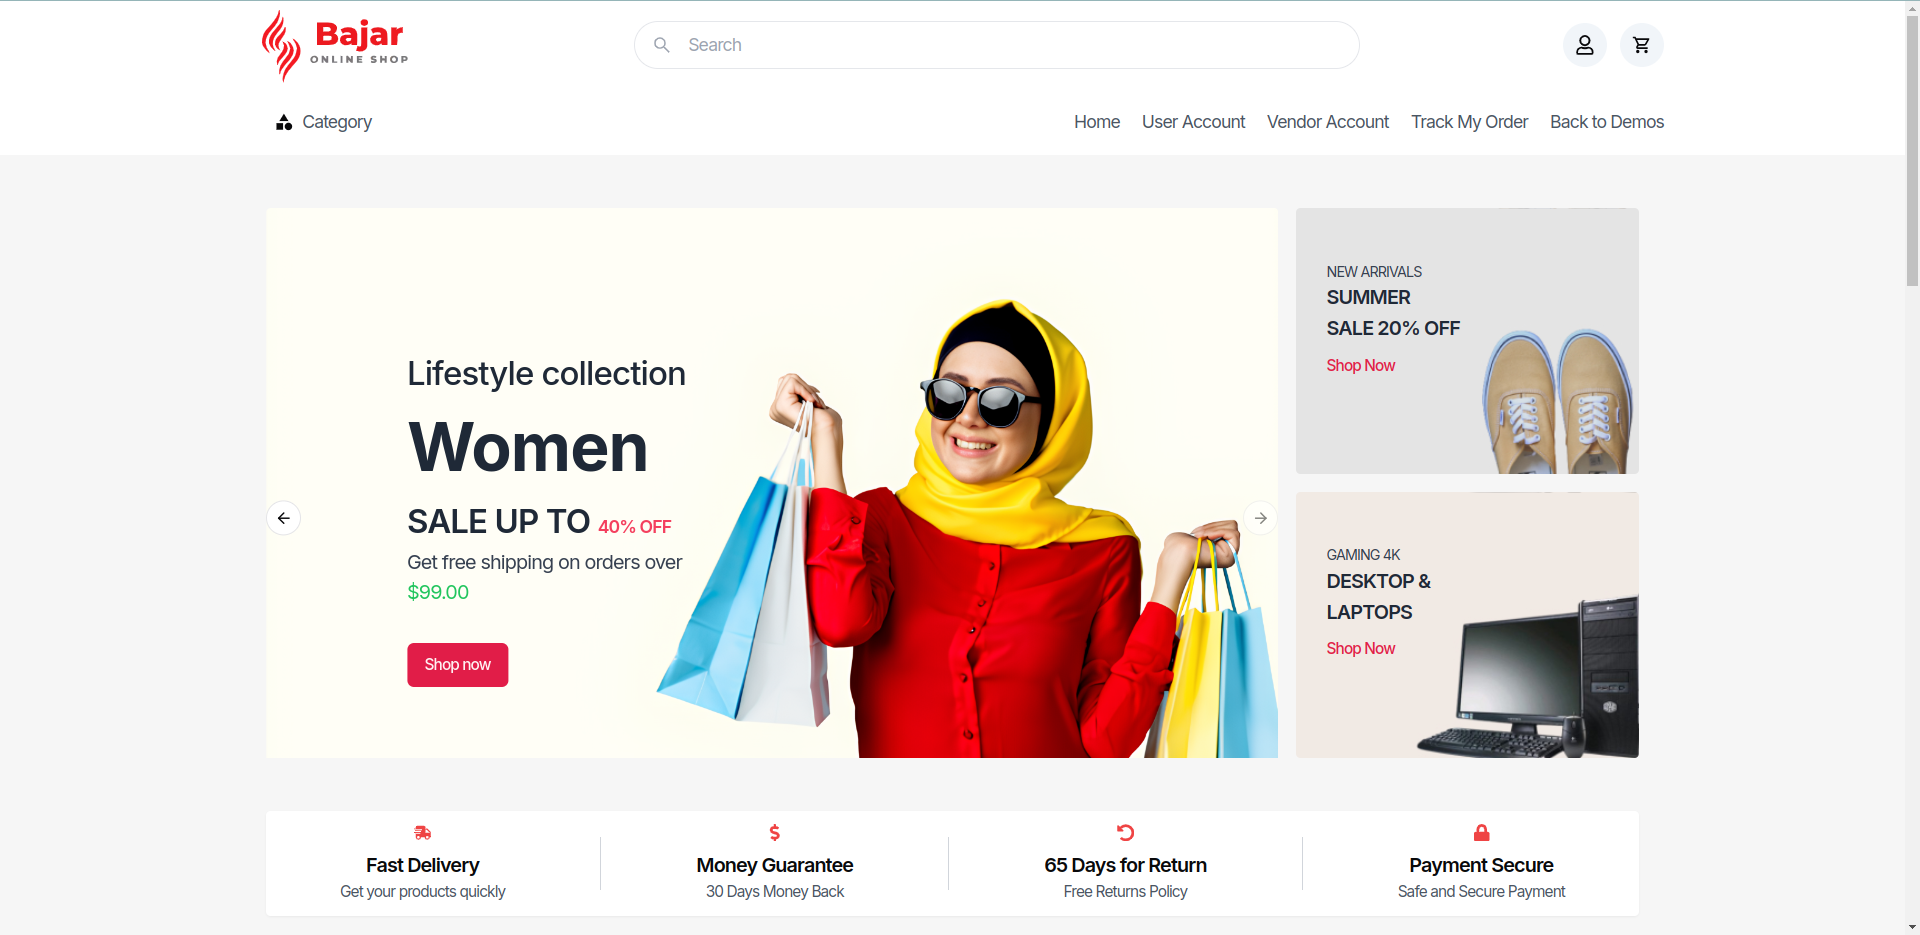 Bajar
ONLINE SHOP
Search
Category
Home
User Account
Vendor Account
Track My Order
Back to Demos
Lifestyle collection
Women
SALE UP TO 40% OFF
Get free shipping on orders over
$99.00
Shop now
NEW ARRIVALS
SUMMER
SALE 20% OFF
Shop Now
GAMING 4K
DESKTOP &
LAPTOPS
Shop Now
Fast Delivery
Get your products quickly
Money Guarantee
30 Days Money Back
65 Days for Return
Free Returns Policy
Payment Secure
Safe and Secure Payment